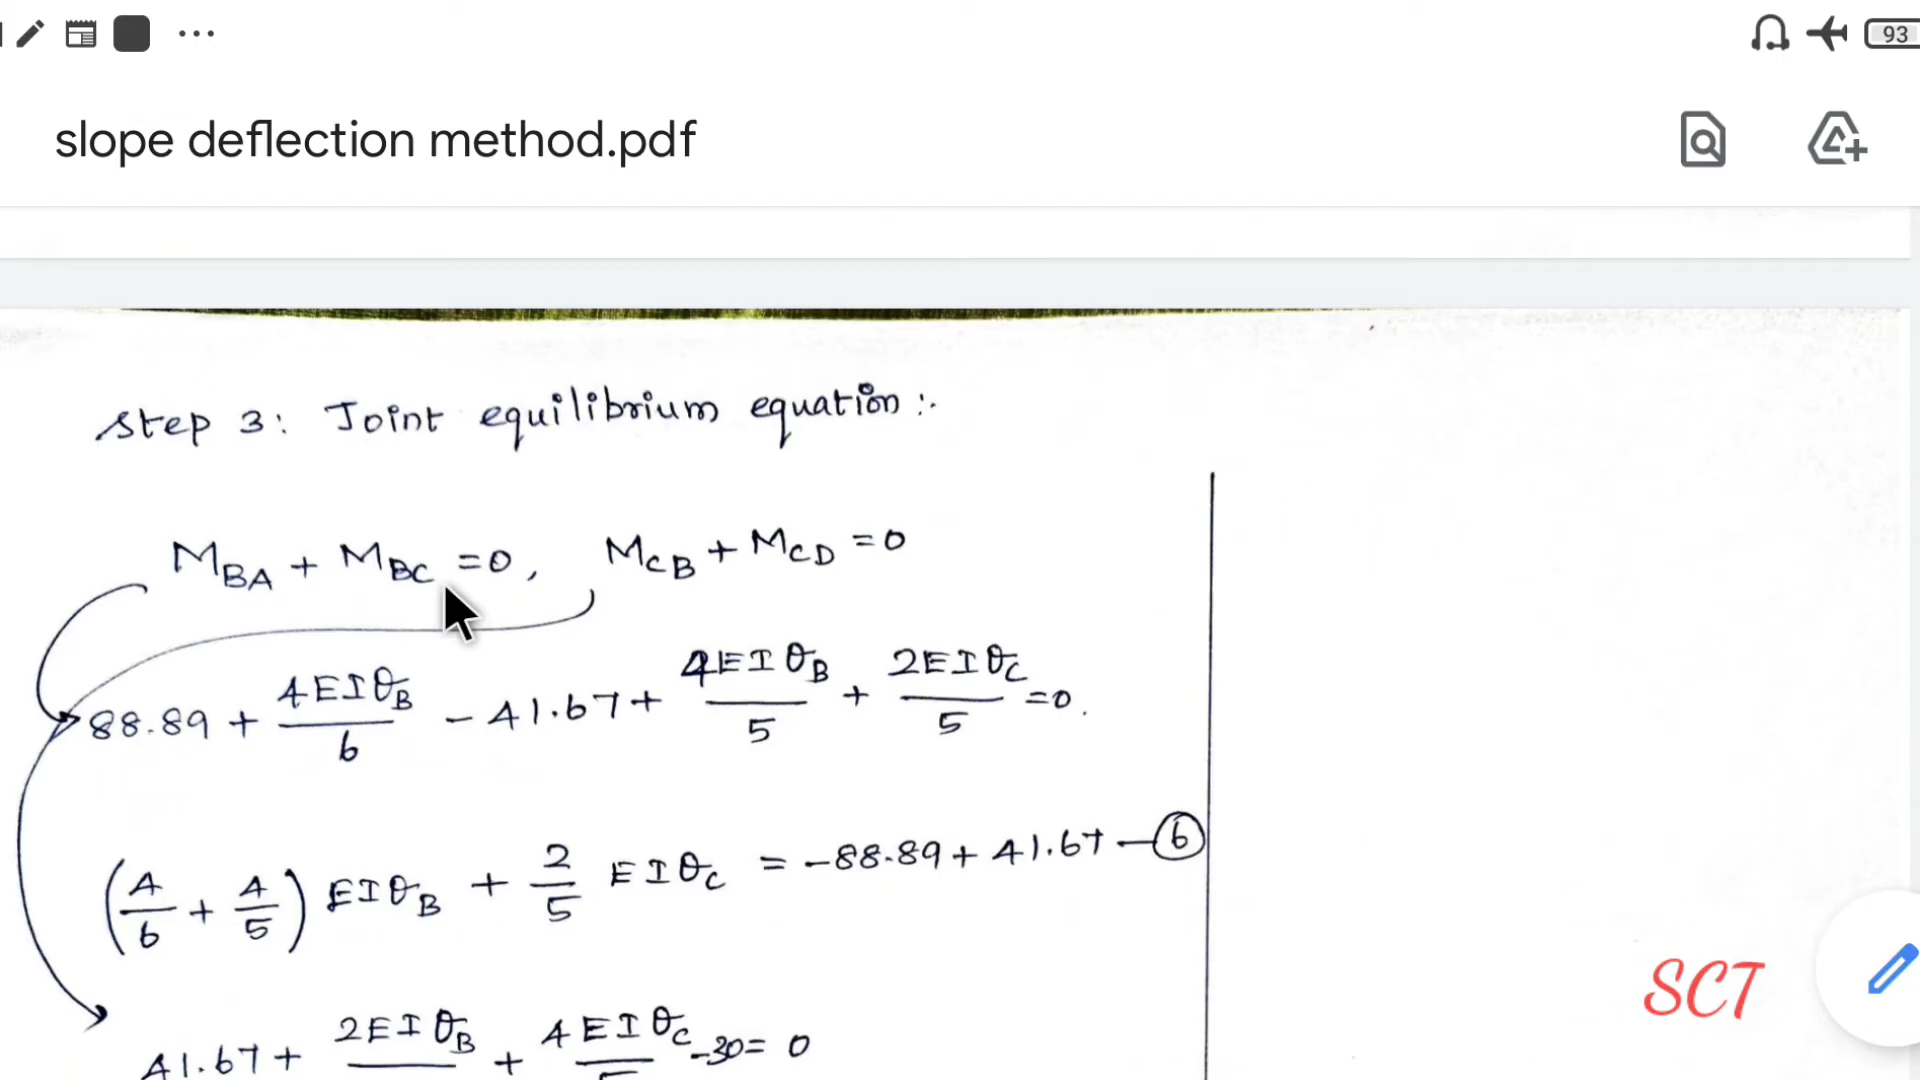 93
slope deflection method.pdf
Step 3: Joint equilibrium equation :-
M_BA + M_BC = 0, M_CB + M_CD = 0
88.89 + 4EIθ_B/6 - 41.67 + 4EIθ_B/5 + 2EIθ_C/5 = 0.
(4/6 + 4/5) EIθ_B + 2/5 EIθ_C = -88.89 + 41.67 — ⑥
41.67 + 2EIθ_B + 4EIθ_C/5 - 30 = 0
SCT